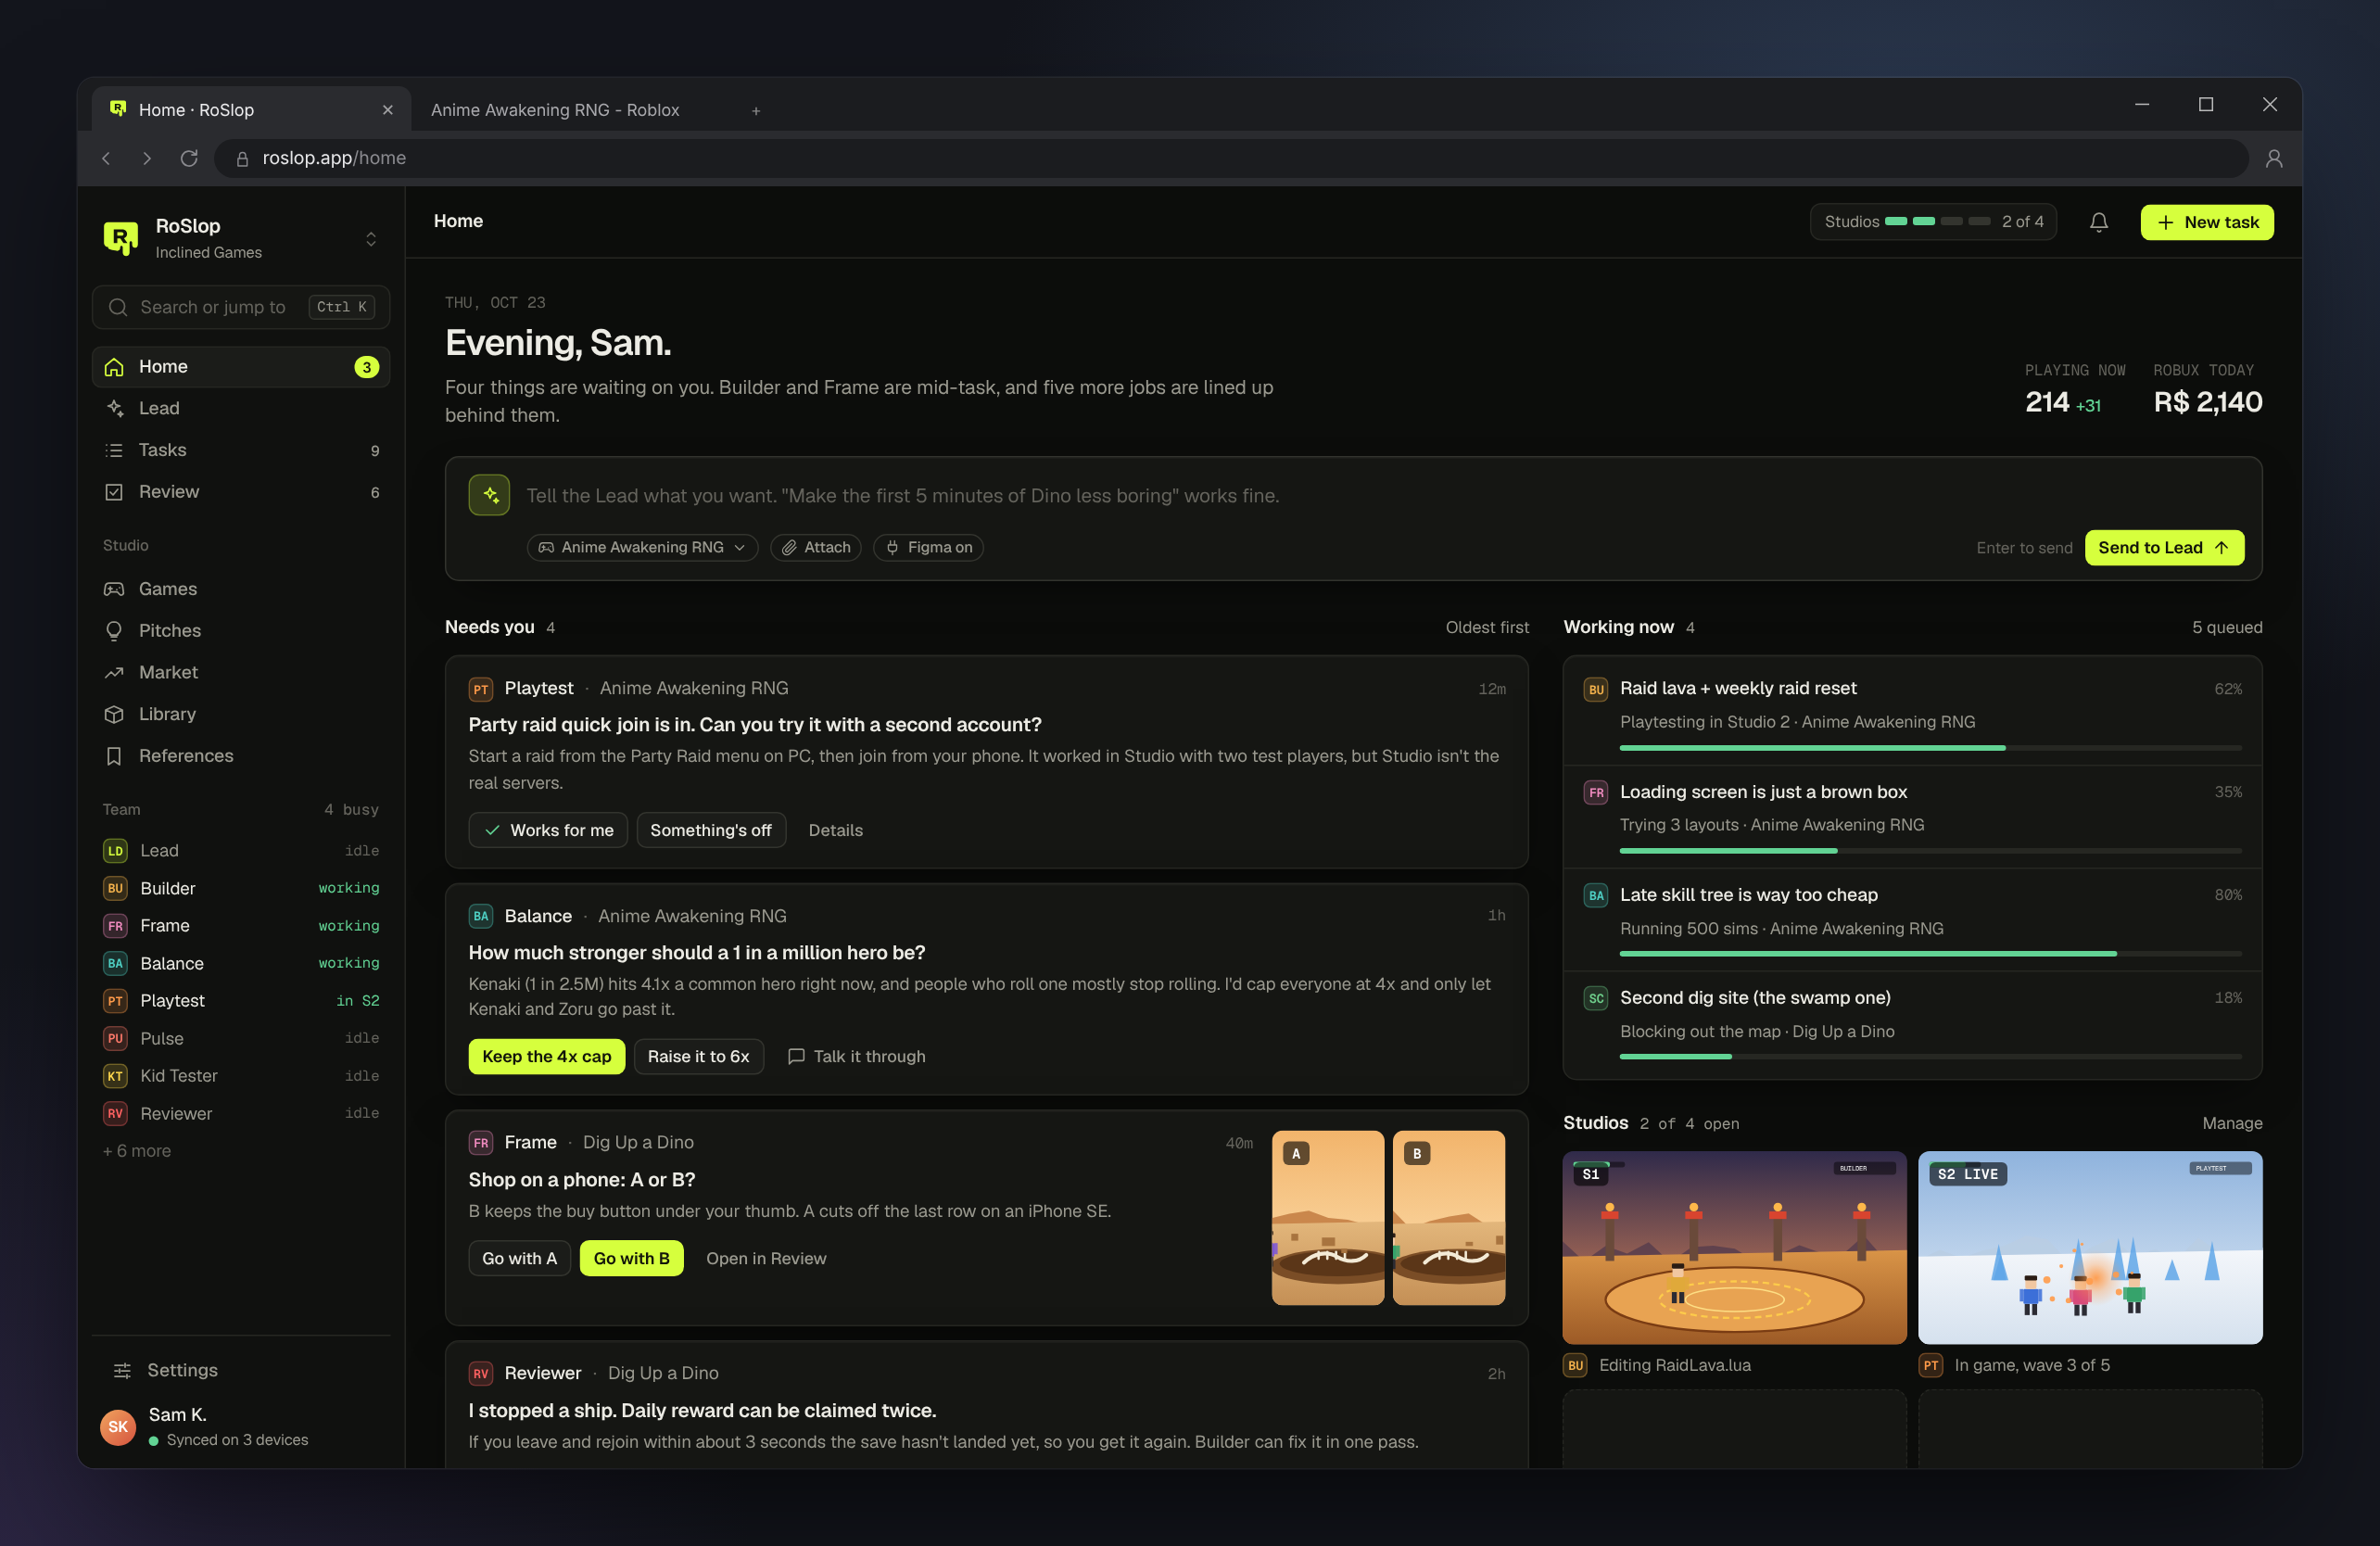 Home · RoSlop
Anime Awakening RNG - Roblox
roslop.app/home
R
RoSlop
Inclined Games
Search or jump to
Ctrl K
Home 3
Lead
Tasks 9
Review 6
Studio
Games
Pitches
Market
Library
References
Team 4 busy
LD Lead idle
BU Builder working
FR Frame working
BA Balance working
PT Playtest in S2
PU Pulse idle
KT Kid Tester idle
RV Reviewer idle
+ 6 more
Settings
SK
Sam K.
Synced on 3 devices
Home
Studios 2 of 4
New task
THU, OCT 23
Evening, Sam.
Four things are waiting on you. Builder and Frame are mid-task, and five more jobs are lined up
behind them.
PLAYING NOW
214 +31
ROBUX TODAY
R$ 2,140
Tell the Lead what you want. "Make the first 5 minutes of Dino less boring" works fine.
Anime Awakening RNG
Attach
Figma on
Enter to send
Send to Lead
Needs you 4
Oldest first
PT Playtest · Anime Awakening RNG 12m
Party raid quick join is in. Can you try it with a second account?
Start a raid from the Party Raid menu on PC, then join from your phone. It worked in Studio with two test players, but Studio isn't the
real servers.
Works for me
Something's off
Details
BA Balance · Anime Awakening RNG 1h
How much stronger should a 1 in a million hero be?
Kenaki (1 in 2.5M) hits 4.1x a common hero right now, and people who roll one mostly stop rolling. I'd cap everyone at 4x and only let
Kenaki and Zoru go past it.
Keep the 4x cap
Raise it to 6x
Talk it through
FR Frame · Dig Up a Dino 40m
Shop on a phone: A or B?
B keeps the buy button under your thumb. A cuts off the last row on an iPhone SE.
Go with A
Go with B
Open in Review
A
B
RV Reviewer · Dig Up a Dino 2h
I stopped a ship. Daily reward can be claimed twice.
If you leave and rejoin within about 3 seconds the save hasn't landed yet, so you get it again. Builder can fix it in one pass.
Working now 4
5 queued
BU Raid lava + weekly raid reset 62%
Playtesting in Studio 2 · Anime Awakening RNG
FR Loading screen is just a brown box 35%
Trying 3 layouts · Anime Awakening RNG
BA Late skill tree is way too cheap 80%
Running 500 sims · Anime Awakening RNG
SC Second dig site (the swamp one) 18%
Blocking out the map · Dig Up a Dino
Studios 2 of 4 open
Manage
S1
BUILDER
S2 LIVE
PLAYTEST
BU Editing RaidLava.lua
PT In game, wave 3 of 5